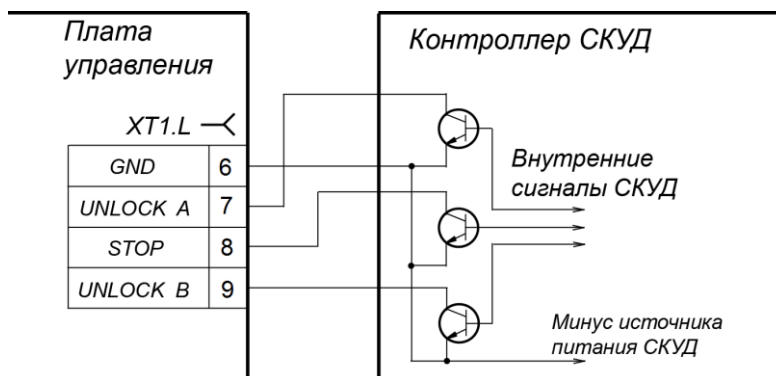 Плата
управления
Контроллер СКУД
XT1.L
GND 6
UNLOCK A 7
STOP 8
UNLOCK B 9
Внутренние
сигналы СКУД
Минус источника
питания СКУД